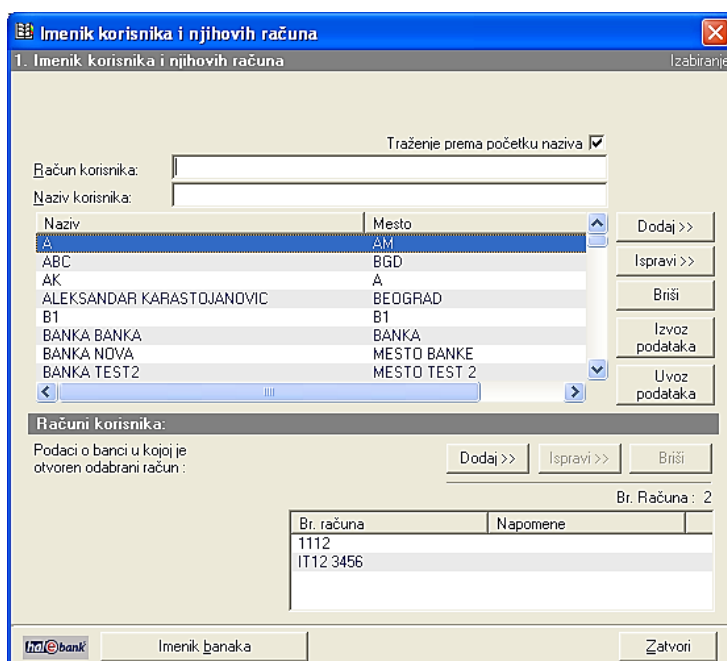 Imenik korisnika i njihovih računa
1. Imenik korisnika i njihovih računa Izabiranje
Traženje prema početku naziva
Račun korisnika:
Naziv korisnika:
Naziv Mesto
A AM
ABC BGD
AK A
ALEKSANDAR KARASTOJANOVIC BEOGRAD
B1 B1
BANKA BANKA BANKA
BANKA NOVA MESTO BANKE
BANKA TEST2 MESTO TEST 2
Dodaj >>
Ispravi >>
Briši
Izvoz
podataka
Uvoz
podataka
Računi korisnika:
Podaci o banci u kojoj je
otvoren odabrani račun :
Dodaj >> Ispravi >> Briši
Br. Računa : 2
Br. računa Napomene
1112
IT12 3456
halebank Imenik banaka Zatvori